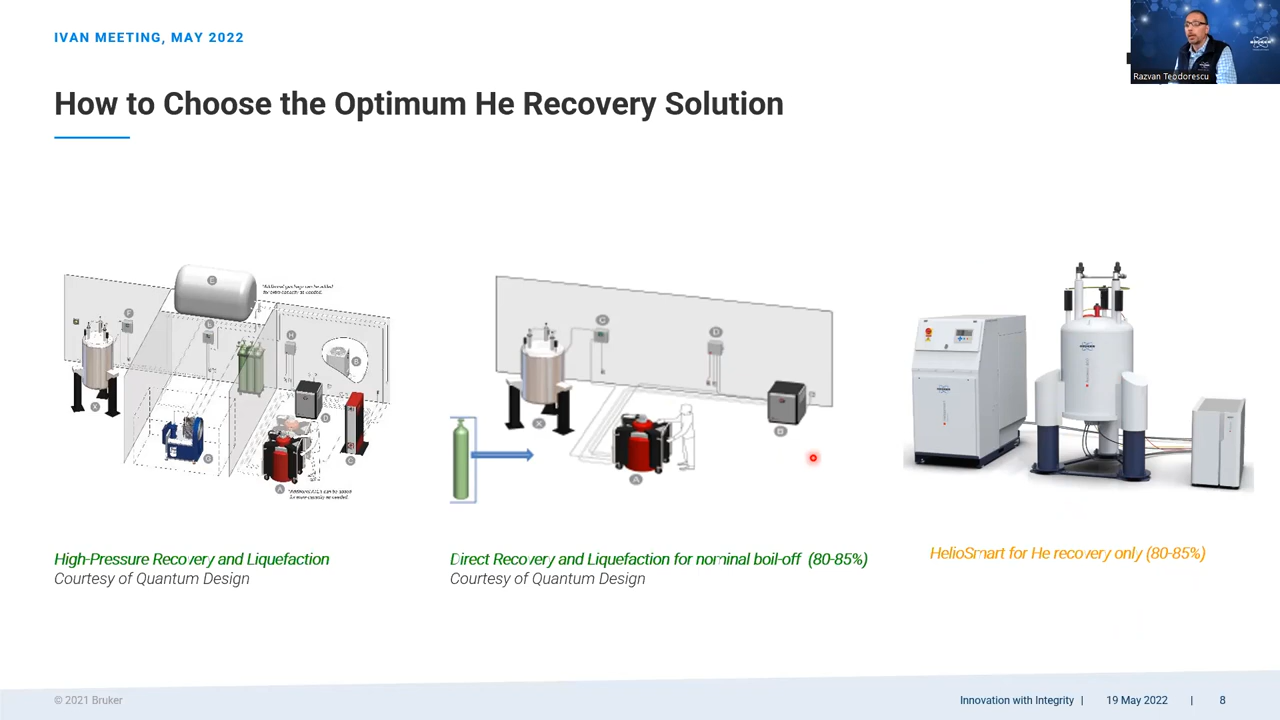 IVAN MEETING, MAY 2022
BRUKER
Razvan Teodorescu
How to Choose the Optimum He Recovery Solution
E
F
E
H
B
X
G
D
C
A
C
D
X
B
A
BRUKER
High-Pressure Recovery and Liquefaction
Courtesy of Quantum Design
Direct Recovery and Liquefaction for nominal boil-off (80-85%)
Courtesy of Quantum Design
HelioSmart for He recovery only (80-85%)
© 2021 Bruker
Innovation with Integrity | 19 May 2022 | 8